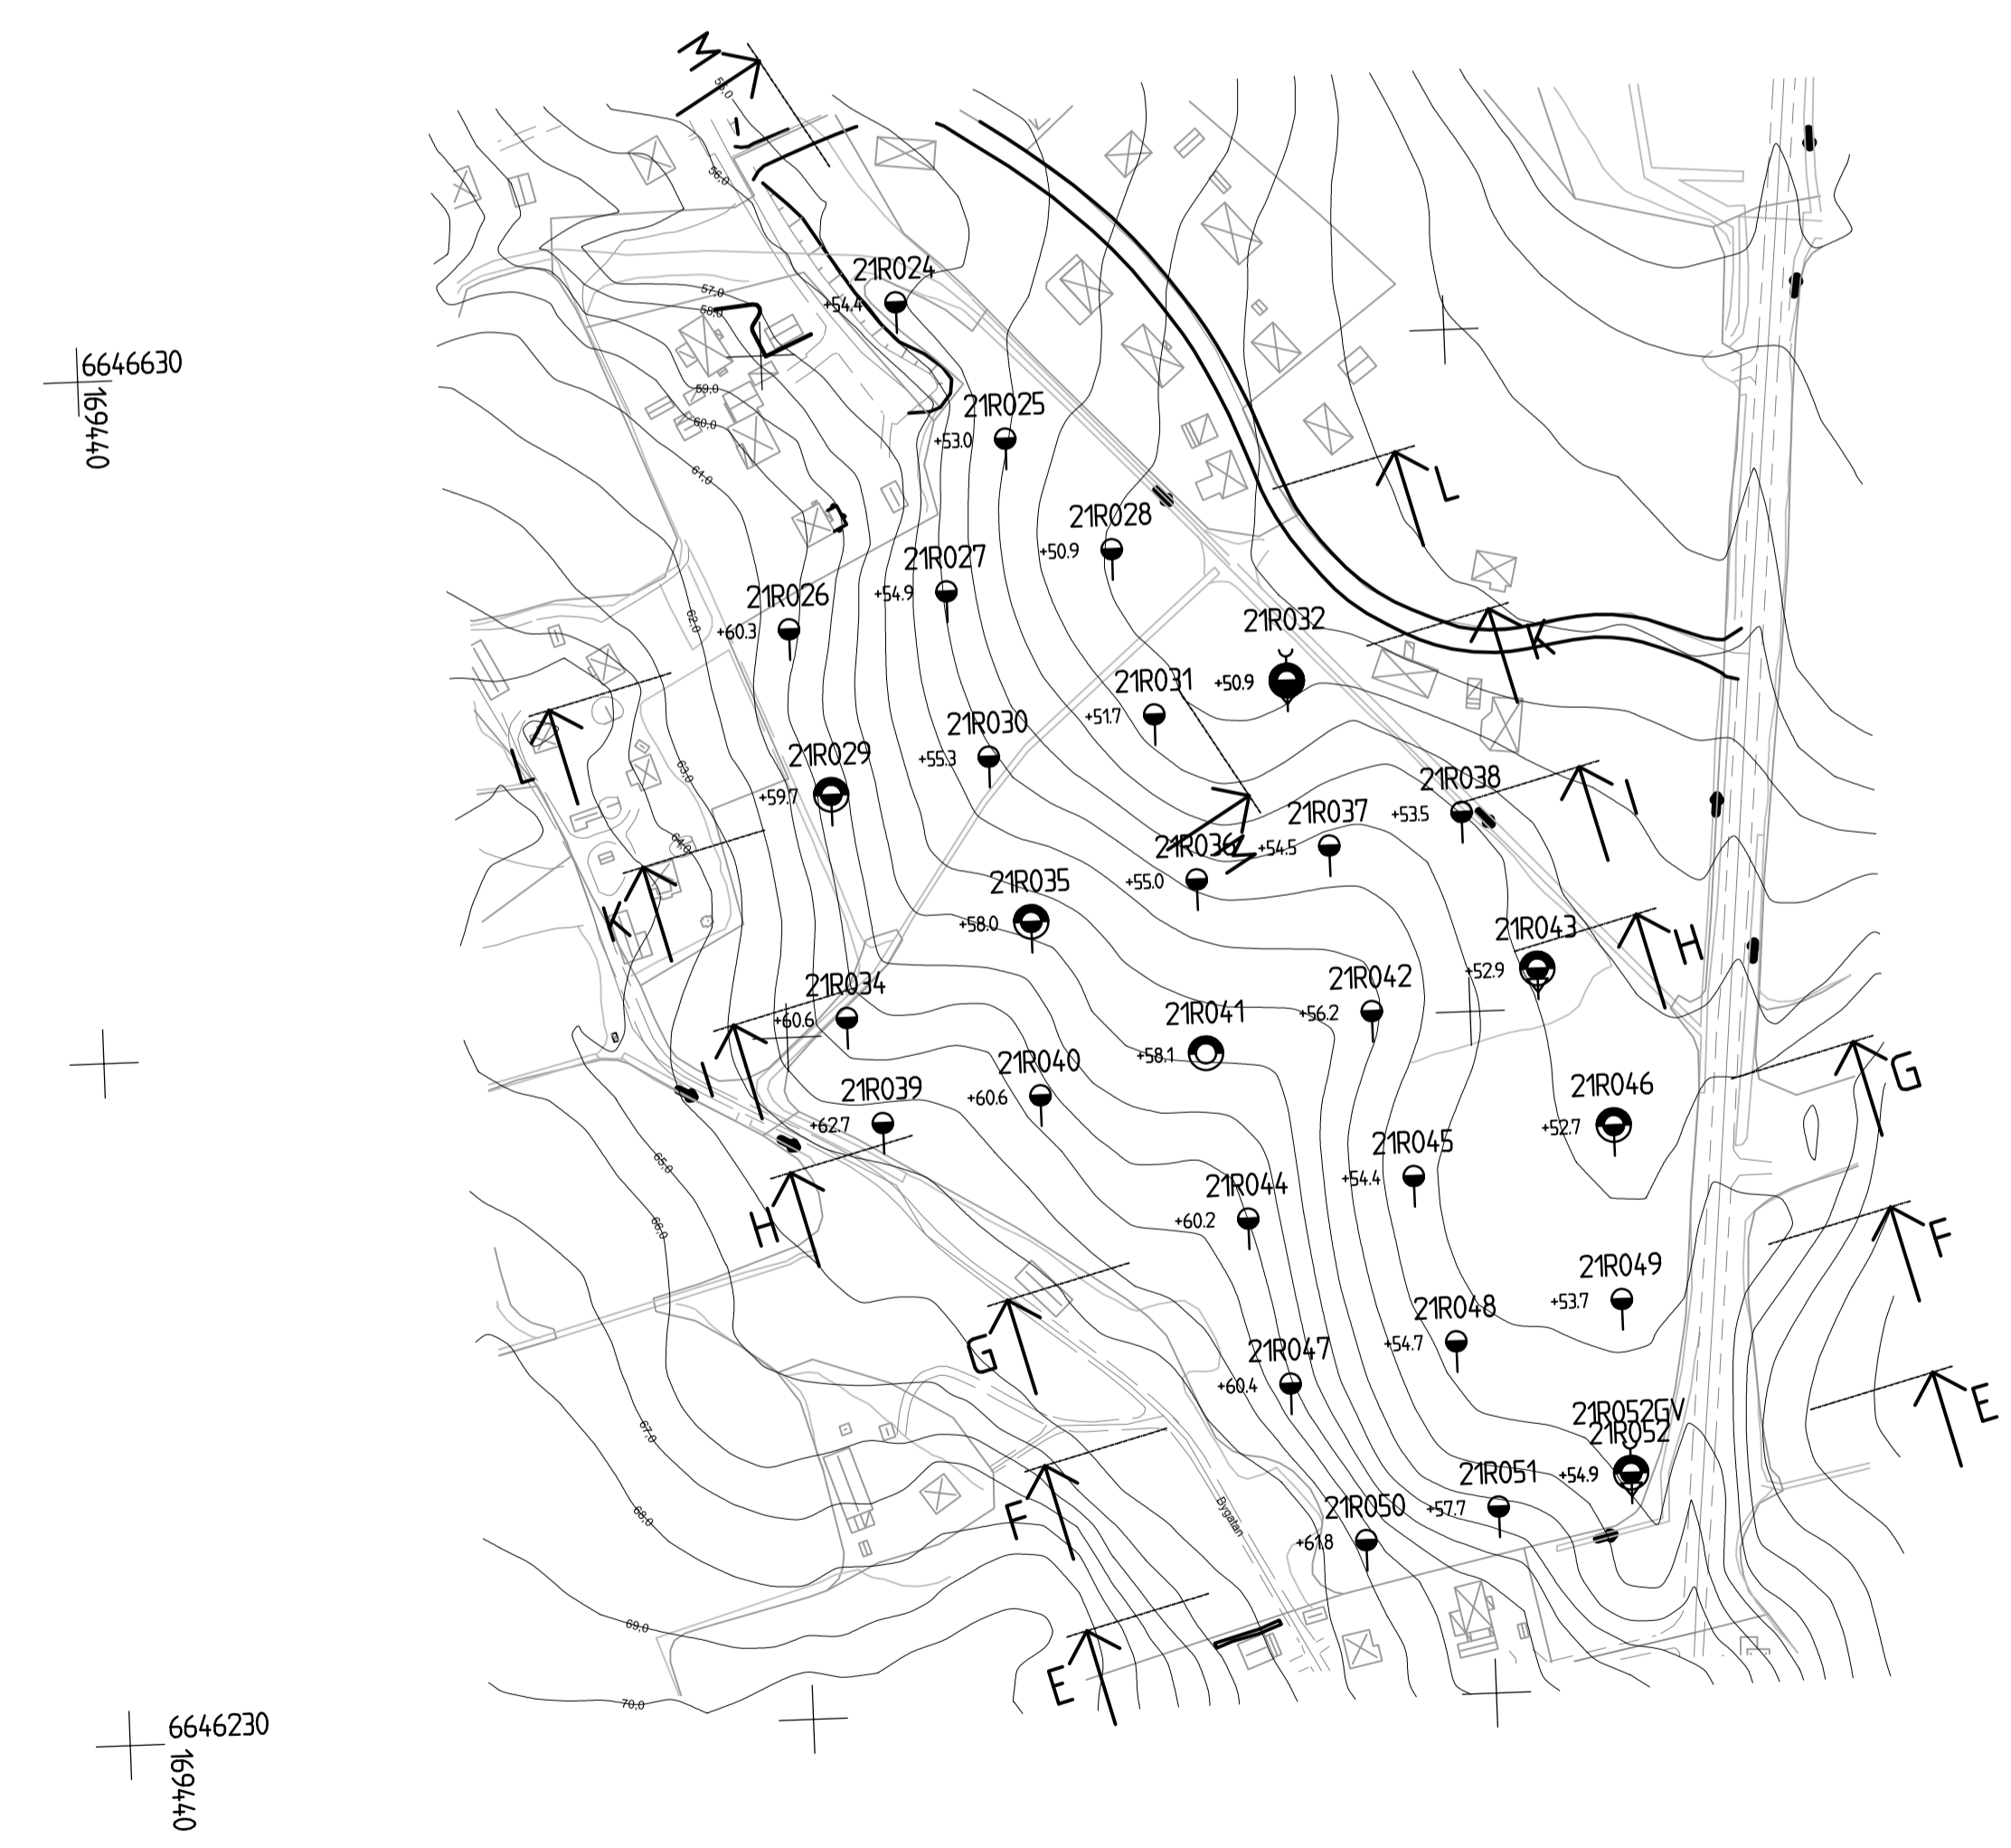 M
55,0
56,0
21R024
+54.4
57,0
58,0
6646630
169440
59,0
60,0
21R025
+53.0
61,0
L
21R028
+50.9
21R027
+54.9
21R026
+60.3
62,0
21R032
+50.9
K
21R031
+51.7
21R030
+55.3
21R029
+59.7
63,0
L
21R038
+53.5
I
21R037
+54.5
64,0
21R036
+55.0
M
21R035
+58.0
K
21R043
+52.9
H
21R034
+60.6
21R042
+56.2
21R041
+58.1
21R040
+60.6
I
21R039
+62.7
21R046
+52.7
G
65,0
66,0
H
21R045
+54.4
21R044
+60.2
F
21R049
+53.7
21R048
+54.7
G
21R047
+60.4
E
67,0
21R052GV
21R052
+54.9
21R051
+57.7
68,0
F
Bygatan
21R050
+61.8
69,0
E
70,0
6646230
169440